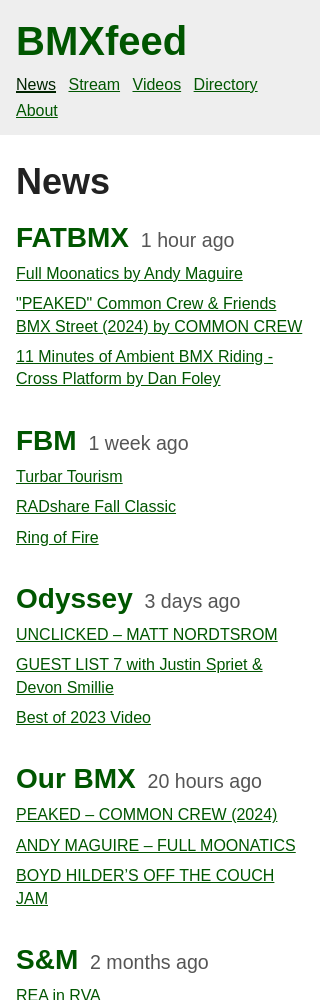 BMXfeed
News Stream Videos Directory
About
News
FATBMX 1 hour ago
Full Moonatics by Andy Maguire
"PEAKED" Common Crew & Friends
BMX Street (2024) by COMMON CREW
11 Minutes of Ambient BMX Riding -
Cross Platform by Dan Foley
FBM 1 week ago
Turbar Tourism
RADshare Fall Classic
Ring of Fire
Odyssey 3 days ago
UNCLICKED – MATT NORDTSROM
GUEST LIST 7 with Justin Spriet &
Devon Smillie
Best of 2023 Video
Our BMX 20 hours ago
PEAKED – COMMON CREW (2024)
ANDY MAGUIRE – FULL MOONATICS
BOYD HILDER'S OFF THE COUCH
JAM
S&M 2 months ago
REA in RVA